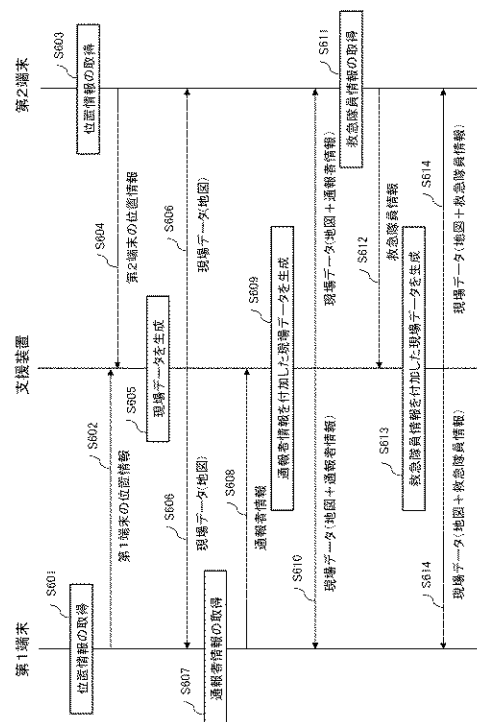 第1端末
支援装置
第2端末
S601
位置情報の取得
S602
第1端末の位置情報
S603
位置情報の取得
S604
第2端末の位置情報
S605
現場データを生成
S606
現場データ(地図)
S606
現場データ(地図)
S607
通報者情報の取得
S608
通報者情報
S609
通報者情報を付加した現場データを生成
S610
現場データ(地図+通報者情報)
現場データ(地図+通報者情報)
S611
救急隊員情報の取得
S612
救急隊員情報
S613
救急隊員情報を付加した現場データを生成
S614
現場データ(地図+救急隊員情報)
S614
現場データ(地図+救急隊員情報)